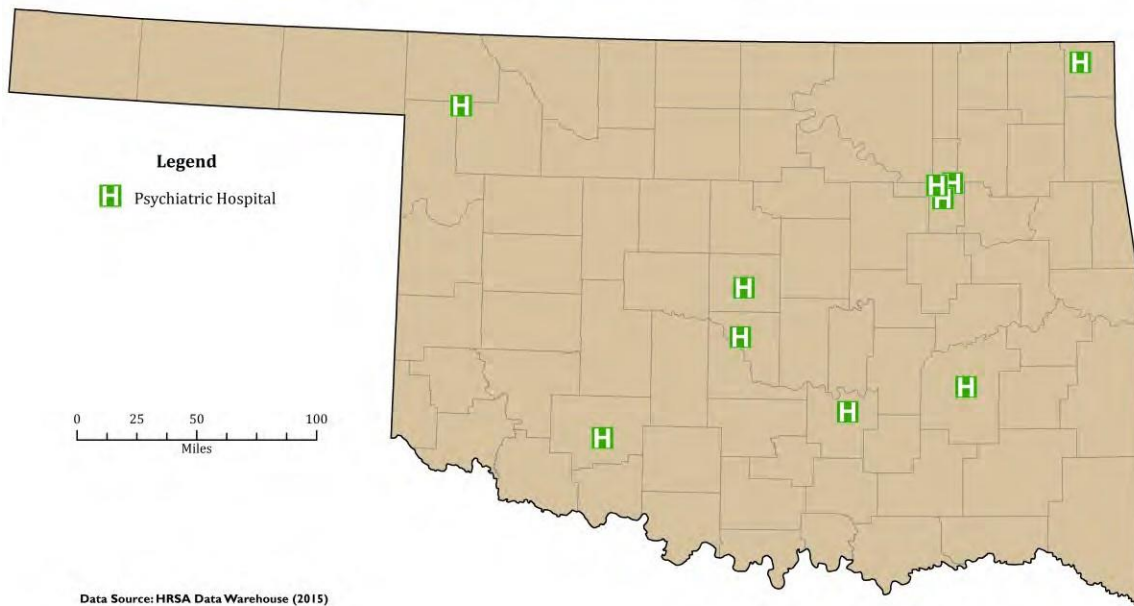 Legend
H Psychiatric Hospital
0 25 50 100
Miles
H
H
H H
H
H
H
H
H
H
Data Source: HRSA Data Warehouse (2015)